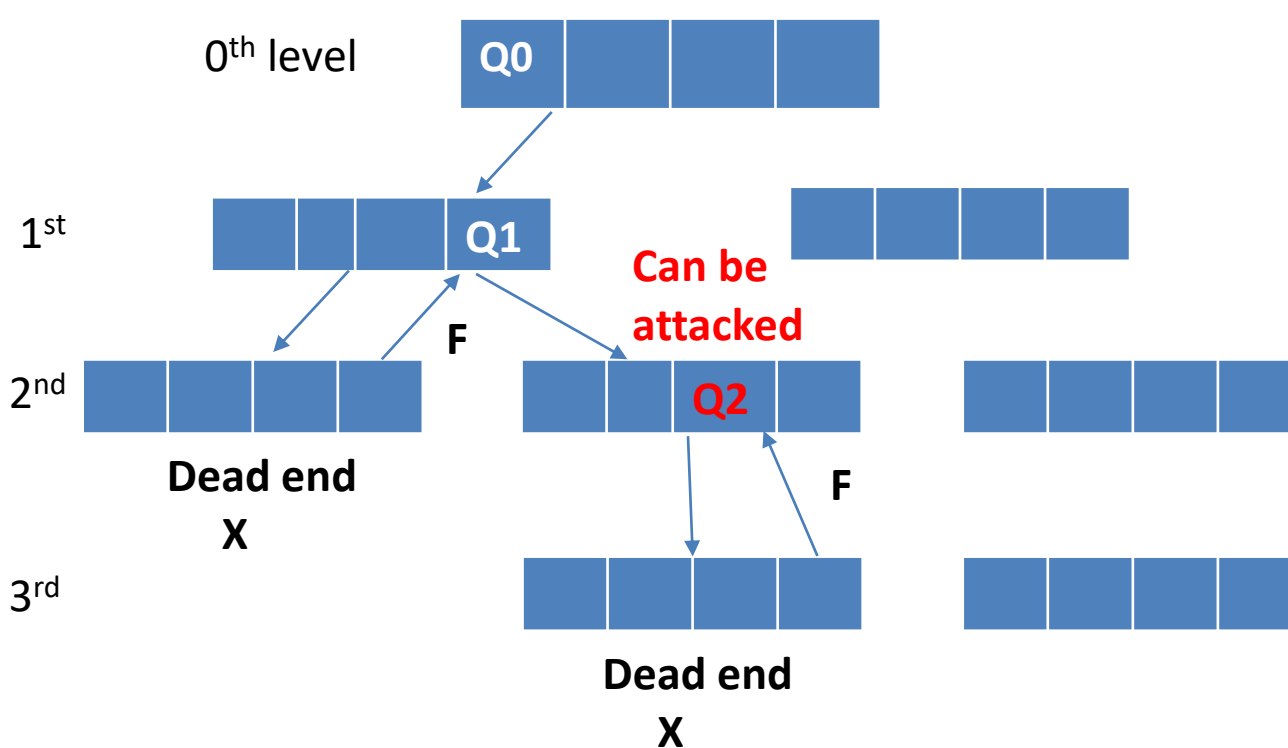 0th level
Q0
1st
Q1
Can be
attacked
F
2nd
Q2
Dead end
X
F
3rd
Dead end
X